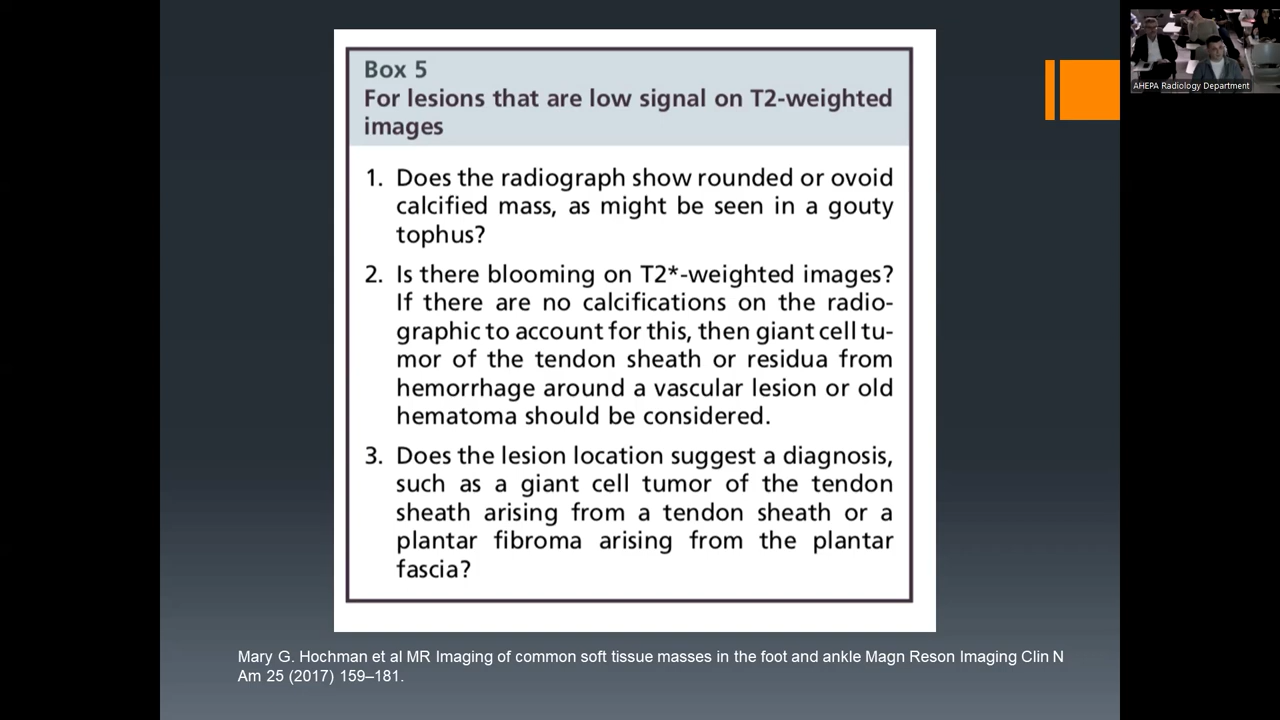 Box 5
For lesions that are low signal on T2-weighted
images
1. Does the radiograph show rounded or ovoid
calcified mass, as might be seen in a gouty
tophus?
2. Is there blooming on T2*-weighted images?
If there are no calcifications on the radio-
graphic to account for this, then giant cell tu-
mor of the tendon sheath or residua from
hemorrhage around a vascular lesion or old
hematoma should be considered.
3. Does the lesion location suggest a diagnosis,
such as a giant cell tumor of the tendon
sheath arising from a tendon sheath or a
plantar fibroma arising from the plantar
fascia?
Mary G. Hochman et al MR Imaging of common soft tissue masses in the foot and ankle Magn Reson Imaging Clin N
Am 25 (2017) 159–181.
AHEPA Radiology Department